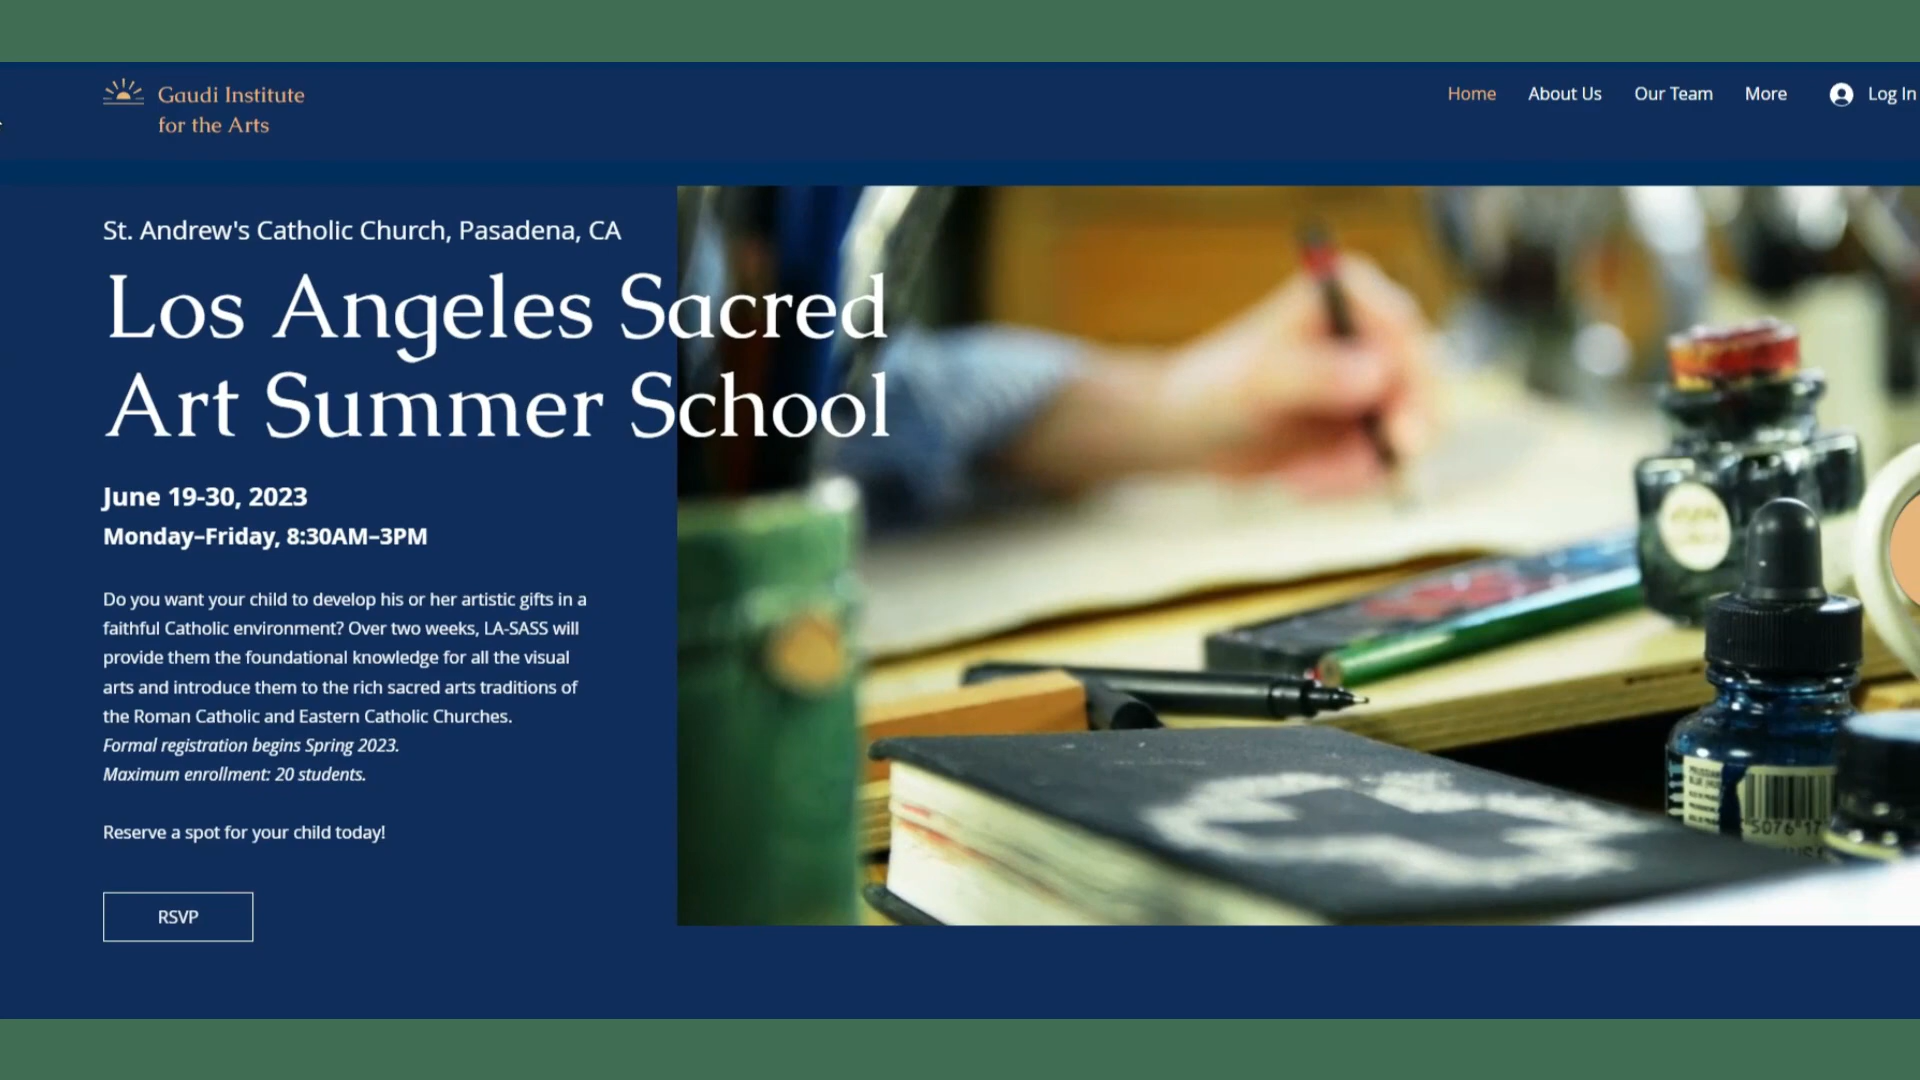 Gaudi Institute
for the Arts
Home About Us Our Team More Log In
St. Andrew's Catholic Church, Pasadena, CA
Los Angeles Sacred
Art Summer School
June 19-30, 2023
Monday–Friday, 8:30AM–3PM
Do you want your child to develop his or her artistic gifts in a
faithful Catholic environment? Over two weeks, LA-SASS will
provide them the foundational knowledge for all the visual
arts and introduce them to the rich sacred arts traditions of
the Roman Catholic and Eastern Catholic Churches.
Formal registration begins Spring 2023.
Maximum enrollment: 20 students.
Reserve a spot for your child today!
RSVP